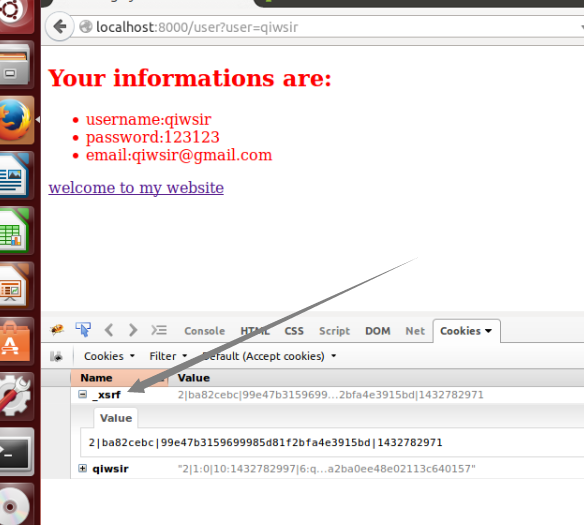 localhost:8000/user?user=qiwsir
Your informations are:
username:qiwsir
password:123123
email:qiwsir@gmail.com
welcome to my website
Console HTML CSS Script DOM Net Cookies
Cookies Filter Default (Accept cookies)
Name Value
_xsrf 2|ba82cebc|99e47b3159699...2bfa4e3915bd|1432782971
Value
2|ba82cebc|99e47b3159699985d81f2bfa4e3915bd|1432782971
qiwsir "2|1:0|10:1432782997|6:q...a2ba0ee48e02113c640157"